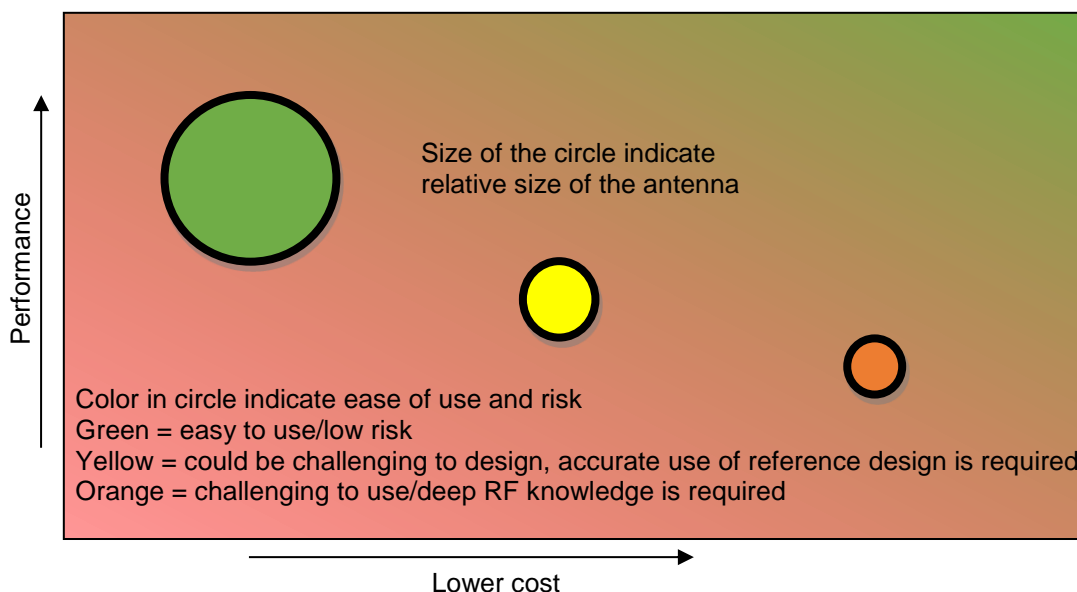 Size of the circle indicate
relative size of the antenna
Performance
Color in circle indicate ease of use and risk
Green = easy to use/low risk
Yellow = could be challenging to design, accurate use of reference design is required
Orange = challenging to use/deep RF knowledge is required
Lower cost